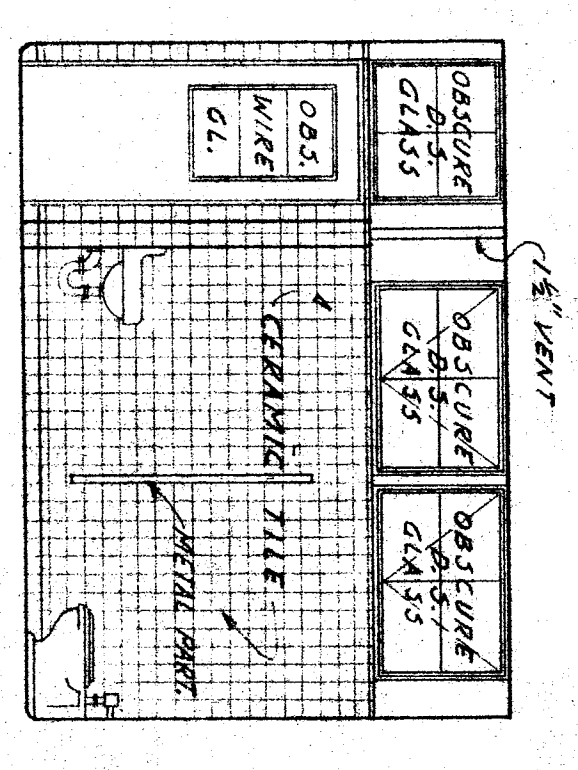 1½" VENT
OBSCURE
D.S.
GLASS
OBSCURE
D.S.
GLASS
OBSCURE
D.S.
GLASS
OBS.
WIRE
GL.
CERAMIC TILE
METAL PART.